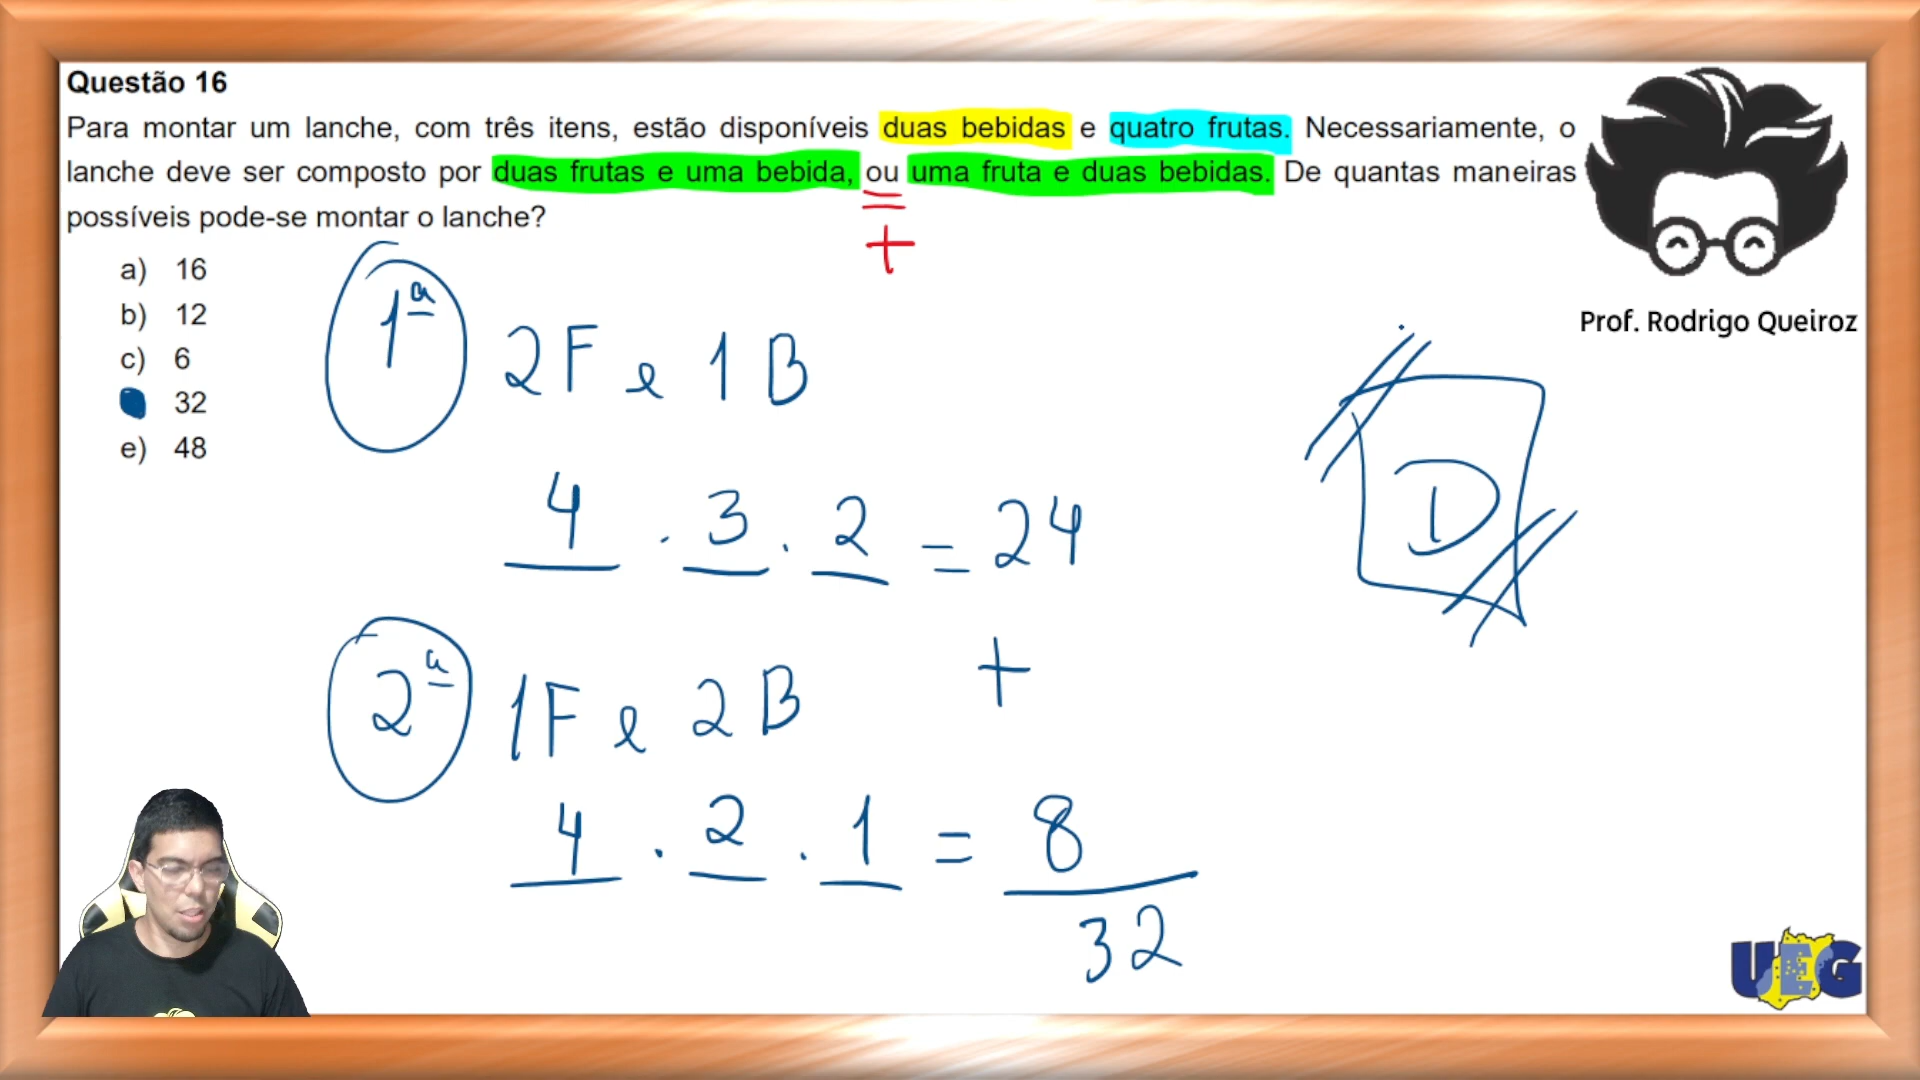 Questão 16
Para montar um lanche, com três itens, estão disponíveis duas bebidas e quatro frutas. Necessariamente, o
lanche deve ser composto por duas frutas e uma bebida, ou uma fruta e duas bebidas. De quantas maneiras
possíveis pode-se montar o lanche?
+
a) 16
b) 12
c) 6
32
e) 48
Prof. Rodrigo Queiroz
1ª 2F e 1B
4 . 3 . 2 = 24
D
+
2ª 1F e 2B
4 . 2 . 1 = 8
32
UEG